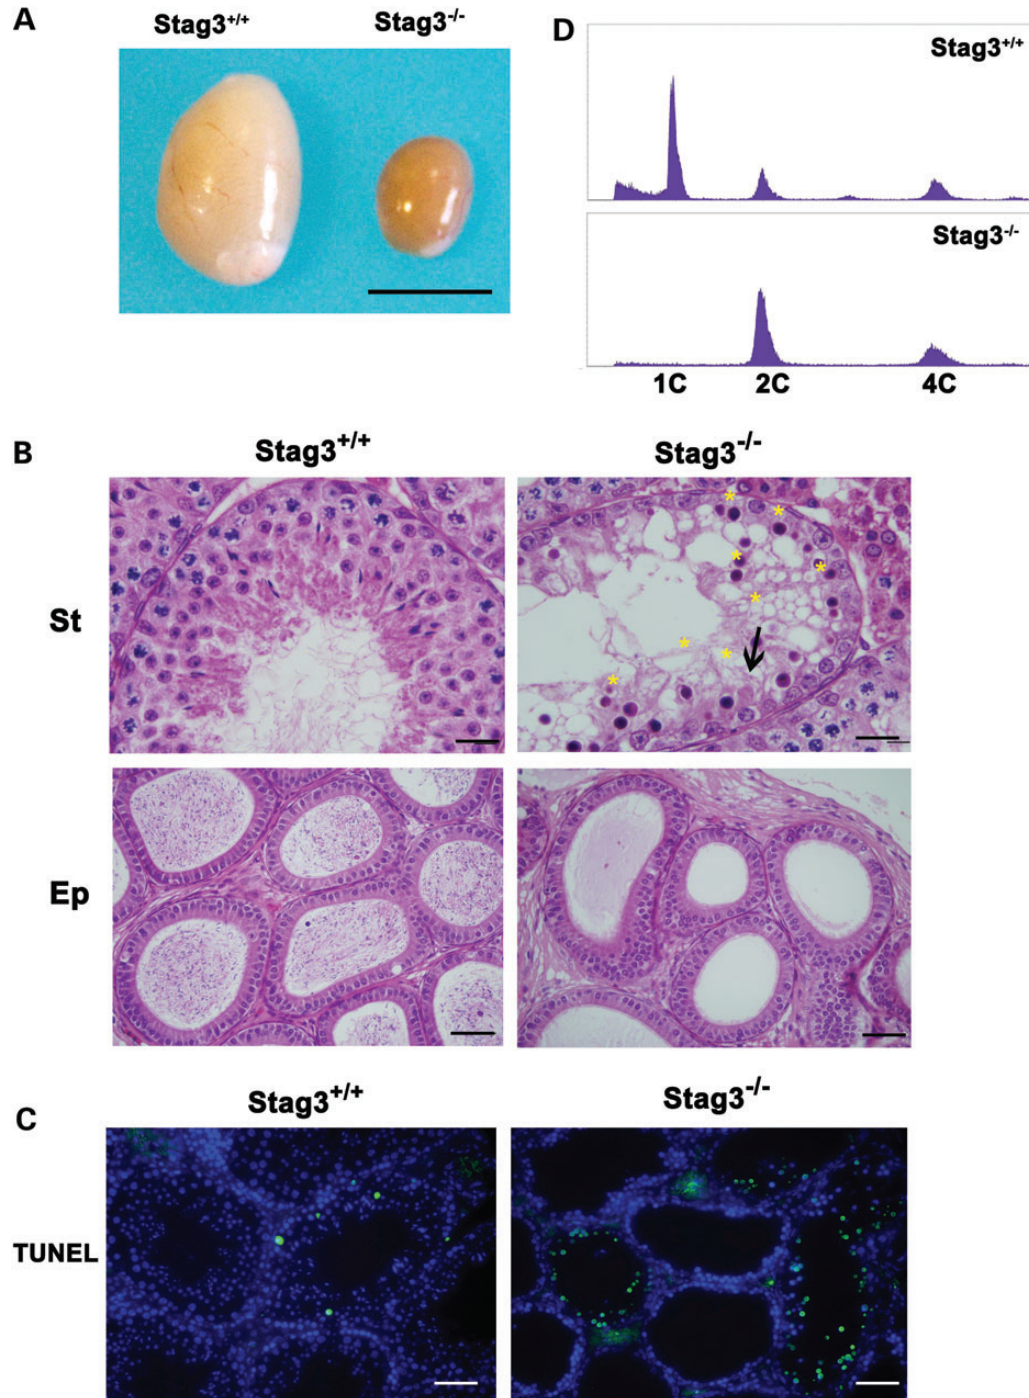 A
Stag3+/+
Stag3-/-
D
Stag3+/+
Stag3-/-
1C
2C
4C
B
Stag3+/+
Stag3-/-
St
Ep
C
Stag3+/+
Stag3-/-
TUNEL